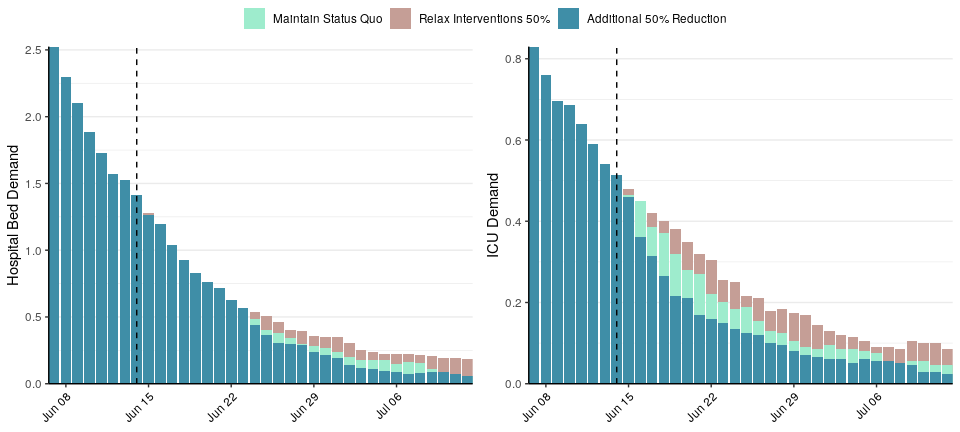 Maintain Status Quo Relax Interventions 50% Additional 50% Reduction
Hospital Bed Demand
2.5
2.0
1.5
1.0
0.5
0.0
Jun 08 Jun 15 Jun 22 Jun 29 Jul 06
ICU Demand
0.8
0.6
0.4
0.2
0.0
Jun 08 Jun 15 Jun 22 Jun 29 Jul 06